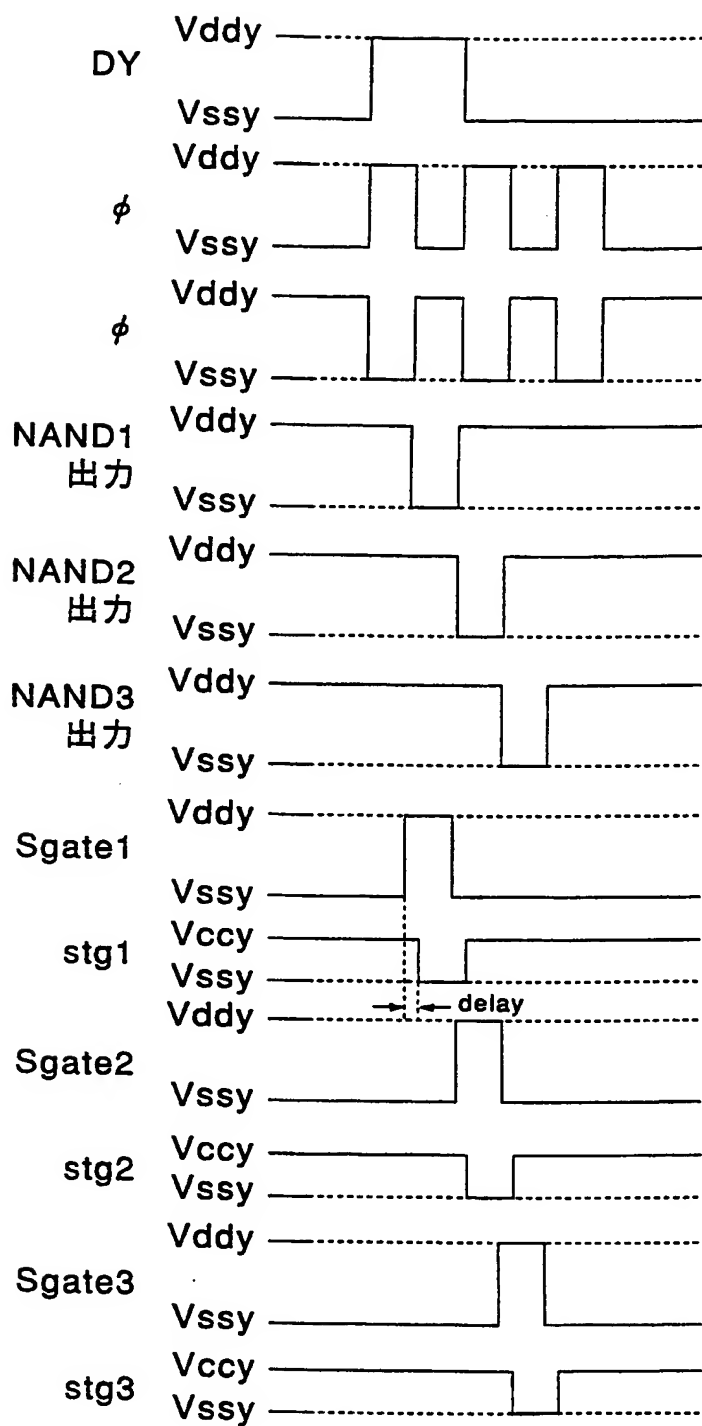 Vddy
DY
Vssy
Vddy
φ
Vssy
Vddy
φ
Vssy
Vddy
NAND1
出力
Vssy
Vddy
NAND2
出力
Vssy
Vddy
NAND3
出力
Vssy
Vddy
Sgate1
Vssy
Vccy
stg1
Vssy
delay
Vddy
Sgate2
Vssy
Vccy
stg2
Vssy
Vddy
Sgate3
Vssy
Vccy
stg3
Vssy